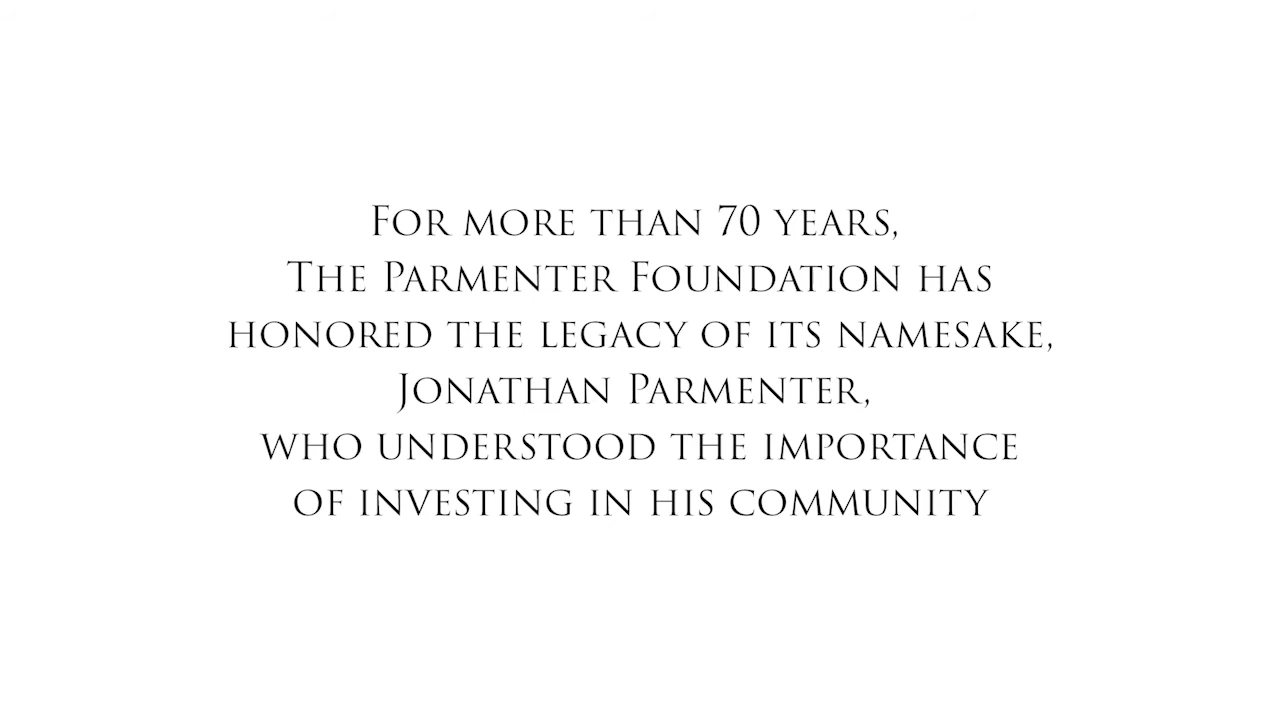 For more than 70 years,
The Parmenter Foundation has
honored the legacy of its namesake,
Jonathan Parmenter,
who understood the importance
of investing in his community